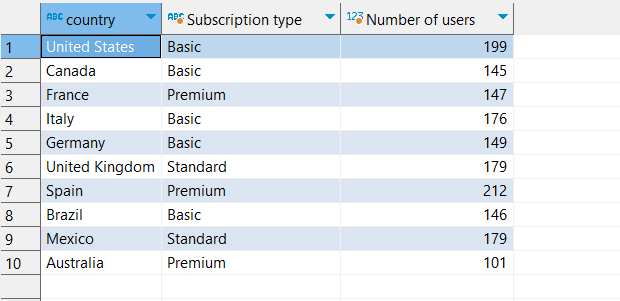 ABC country ABC Subscription type 123 Number of users
1 United States Basic 199
2 Canada Basic 145
3 France Premium 147
4 Italy Basic 176
5 Germany Basic 149
6 United Kingdom Standard 179
7 Spain Premium 212
8 Brazil Basic 146
9 Mexico Standard 179
10 Australia Premium 101